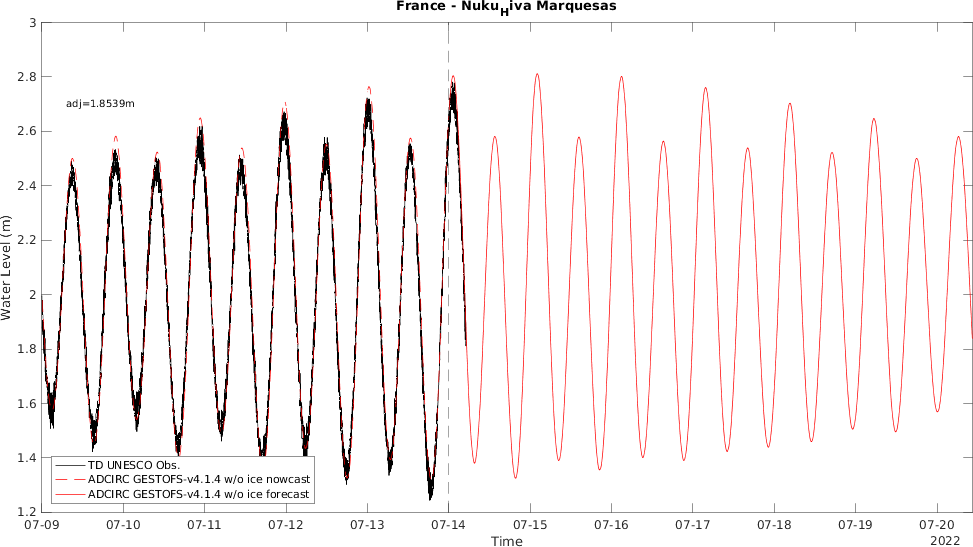 France - Nuku_Hiva Marquesas
3
2.8
adj=1.8539m
2.6
2.4
2.2
Water Level (m)
2
1.8
1.6
1.4
TD UNESCO Obs.
ADCIRC GESTOFS-v4.1.4 w/o ice nowcast
ADCIRC GESTOFS-v4.1.4 w/o ice forecast
1.2
07-09 07-10 07-11 07-12 07-13 07-14 07-15 07-16 07-17 07-18 07-19 07-20
Time
2022